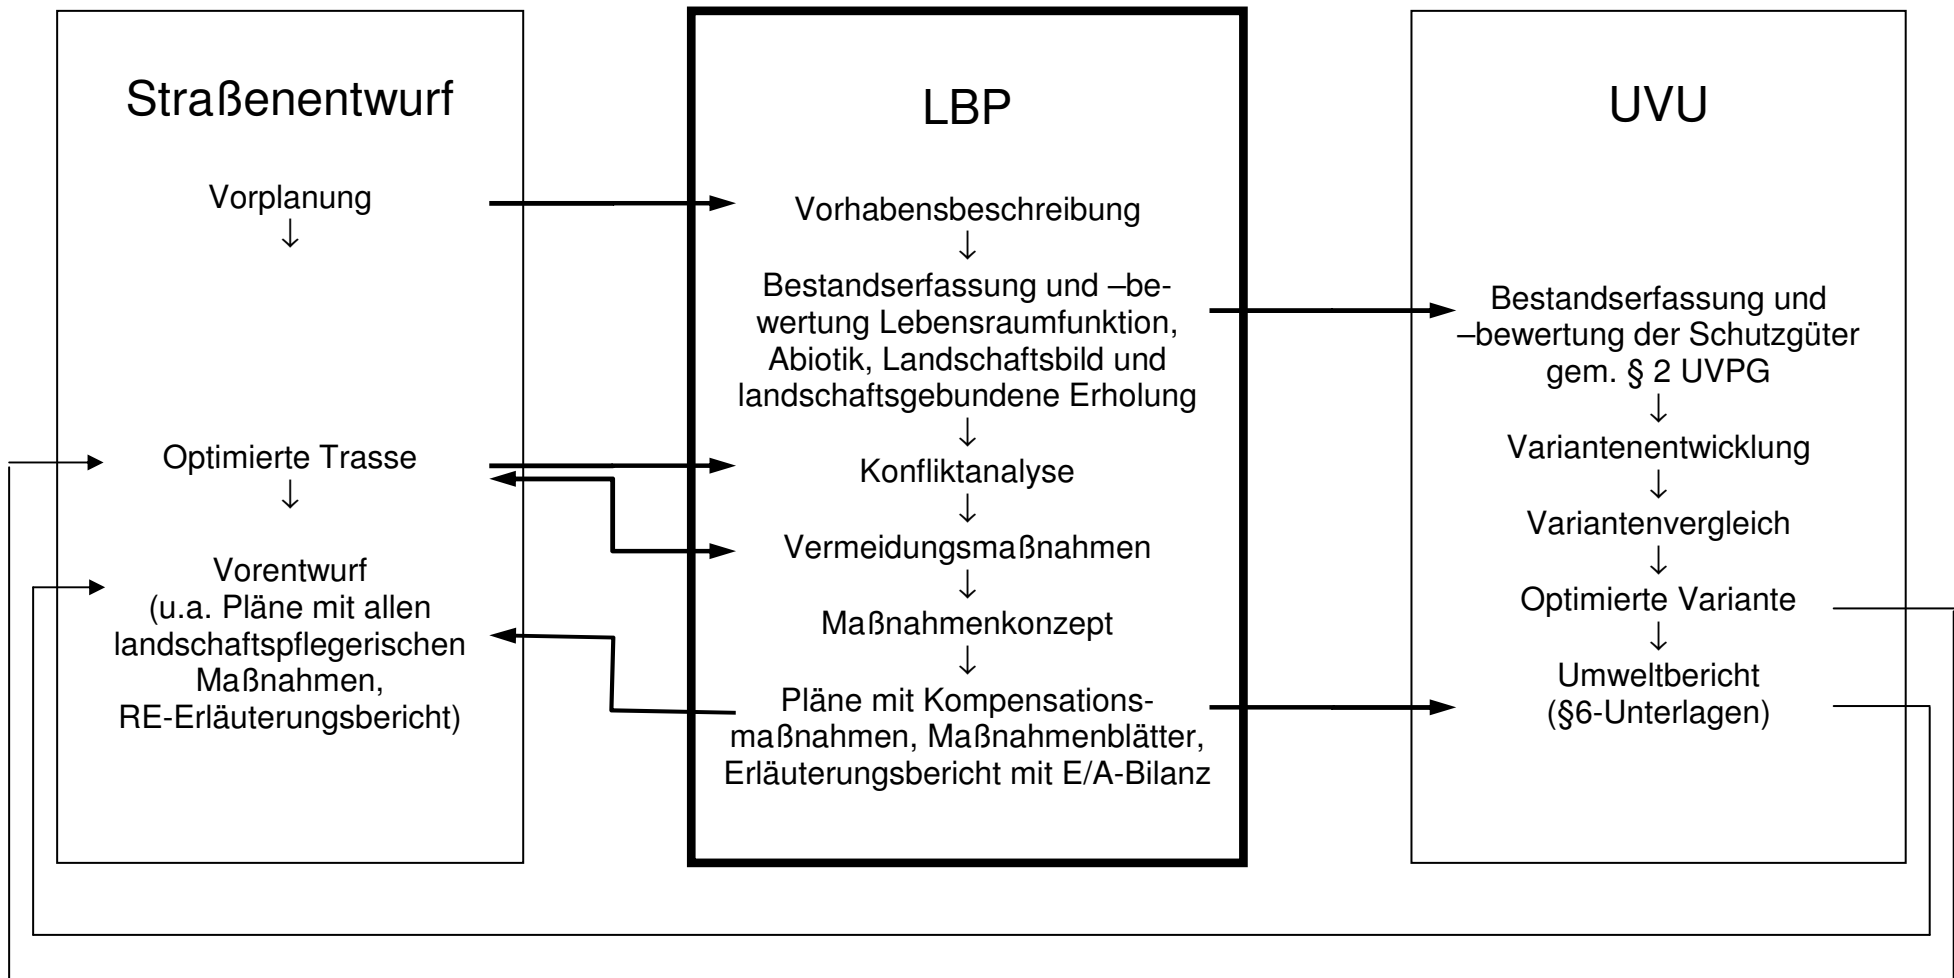 Straßenentwurf
Vorplanung
↓
Optimierte Trasse
↓
Vorentwurf
(u.a. Pläne mit allen
landschaftspflegerischen
Maßnahmen,
RE-Erläuterungsbericht)
LBP
Vorhabensbeschreibung
↓
Bestandserfassung und –be-
wertung Lebensraumfunktion,
Abiotik, Landschaftsbild und
landschaftsgebundene Erholung
↓
Konfliktanalyse
↓
Vermeidungsmaßnahmen
↓
Maßnahmenkonzept
↓
Pläne mit Kompensations-
maßnahmen, Maßnahmenblätter,
Erläuterungsbericht mit E/A-Bilanz
UVU
Bestandserfassung und
–bewertung der Schutzgüter
gem. § 2 UVPG
↓
Variantenentwicklung
↓
Variantenvergleich
↓
Optimierte Variante
↓
Umweltbericht
(§6-Unterlagen)